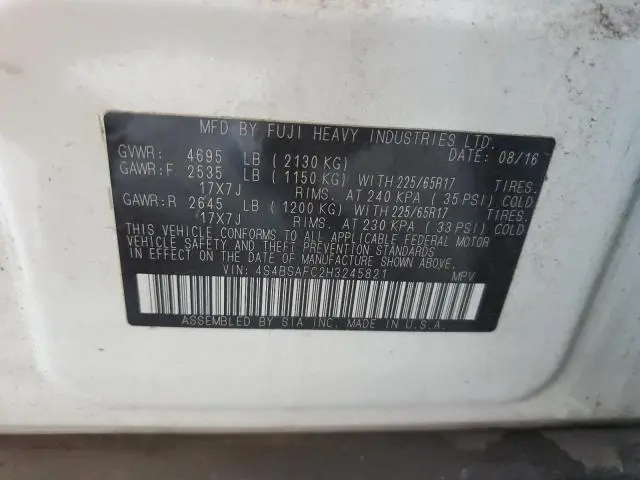 MFD BY FUJI HEAVY INDUSTRIES LTD.
GVWR: 4695 LB (2130 KG) DATE: 08/16
GAWR:F 2535 LB (1150 KG) WITH 225/65R17 TIRES.
17X7J RIMS. AT 240 KPA (35 PSI) COLD
GAWR:R 2645 LB (1200 KG) WITH 225/65R17 TIRES.
17X7J RIMS. AT 230 KPA (33 PSI) COLD
THIS VEHICLE CONFORMS TO ALL APPLICABLE FEDERAL MOTOR
VEHICLE SAFETY AND THEFT PREVENTION STANDARDS
IN EFFECT ON THE DATE OF MANUFACTURE SHOWN ABOVE.
VIN: 4S4BSAFC2H3245821 MPV
ASSEMBLED BY SIA INC. MADE IN U.S.A.